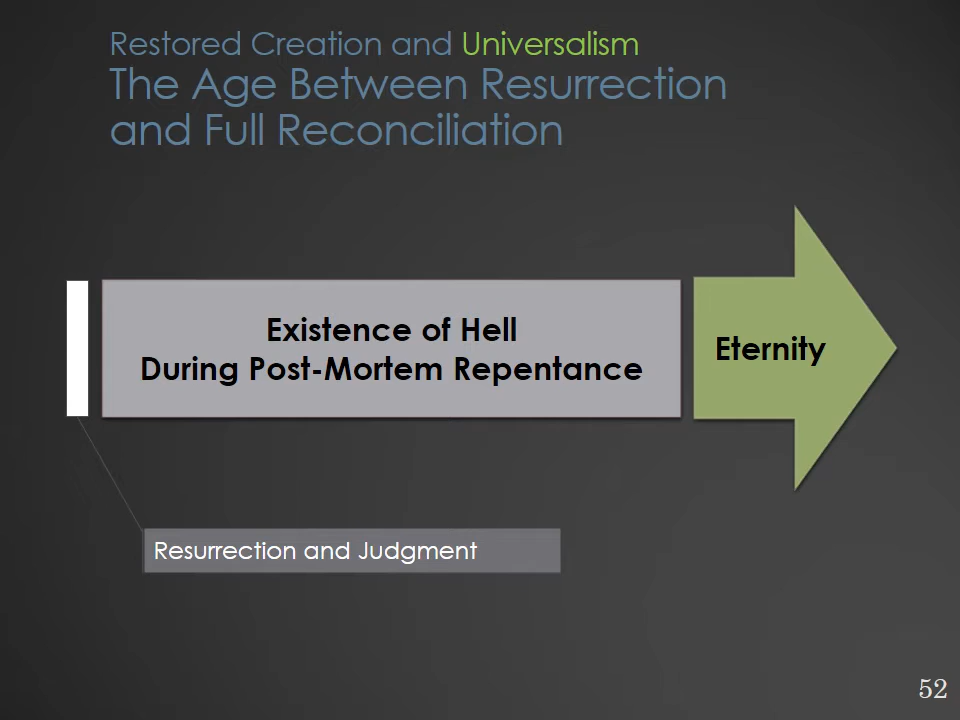 Restored Creation and Universalism
The Age Between Resurrection
and Full Reconciliation
Existence of Hell
During Post-Mortem Repentance
Eternity
Resurrection and Judgment
52